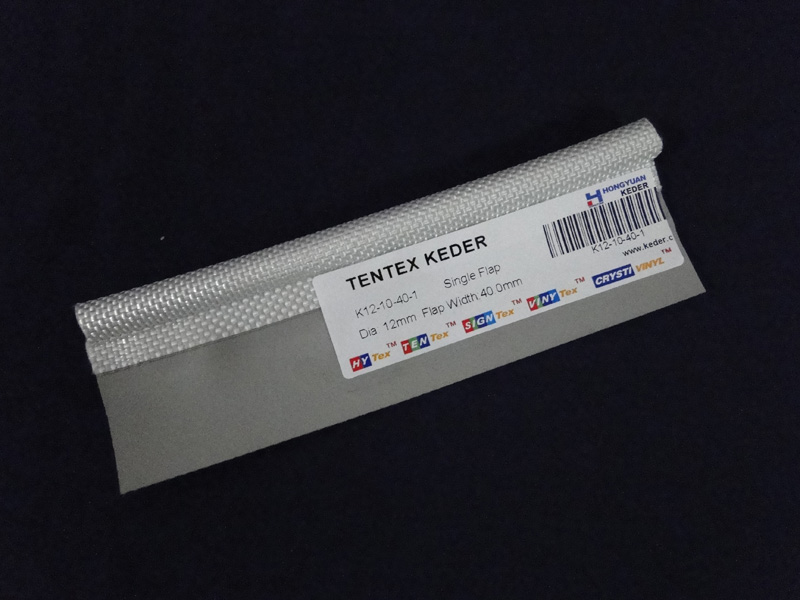 HONGYUAN
KEDER
TENTEX KEDER
K12-10-40-1
K12-10-40-1 Single Flap
www.keder.c
Dia. 12mm Flap Width.40.0mm
HYTex™ TENTex™ SIGNTex™ VINYTex™ CRYSTIVINYL™